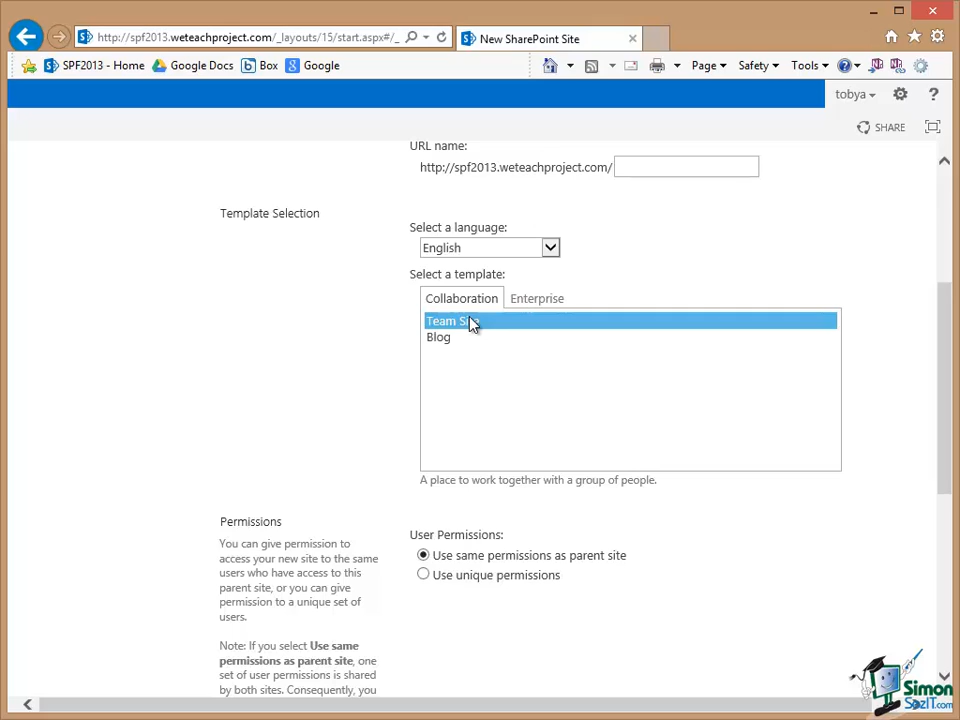 http://spf2013.weteachproject.com/_layouts/15/start.aspx#/_
New SharePoint Site
SPF2013 - Home
Google Docs
Box
Google
Page
Safety
Tools
tobya
SHARE
URL name:
http://spf2013.weteachproject.com/
Template Selection
Select a language:
English
Select a template:
Collaboration
Enterprise
Team Site
Blog
A place to work together with a group of people.
Permissions
You can give permission to
access your new site to the same
users who have access to this
parent site, or you can give
permission to a unique set of
users.
Note: If you select Use same
permissions as parent site, one
set of user permissions is shared
by both sites. Consequently, you
User Permissions:
Use same permissions as parent site
Use unique permissions
Simon
SezIT.com